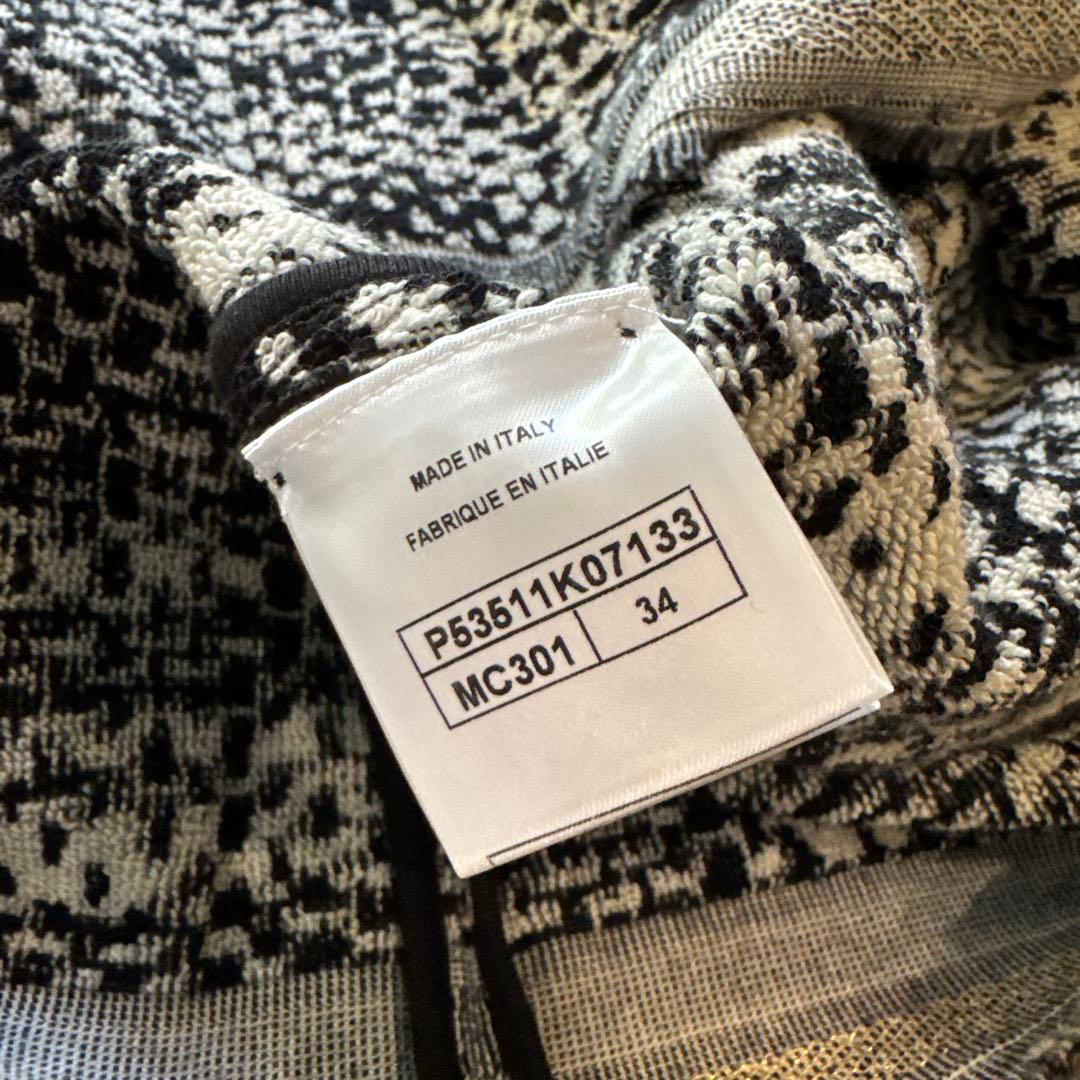 MADE IN ITALY
FABRIQUE EN ITALIE
P53511K07133
MC301 34